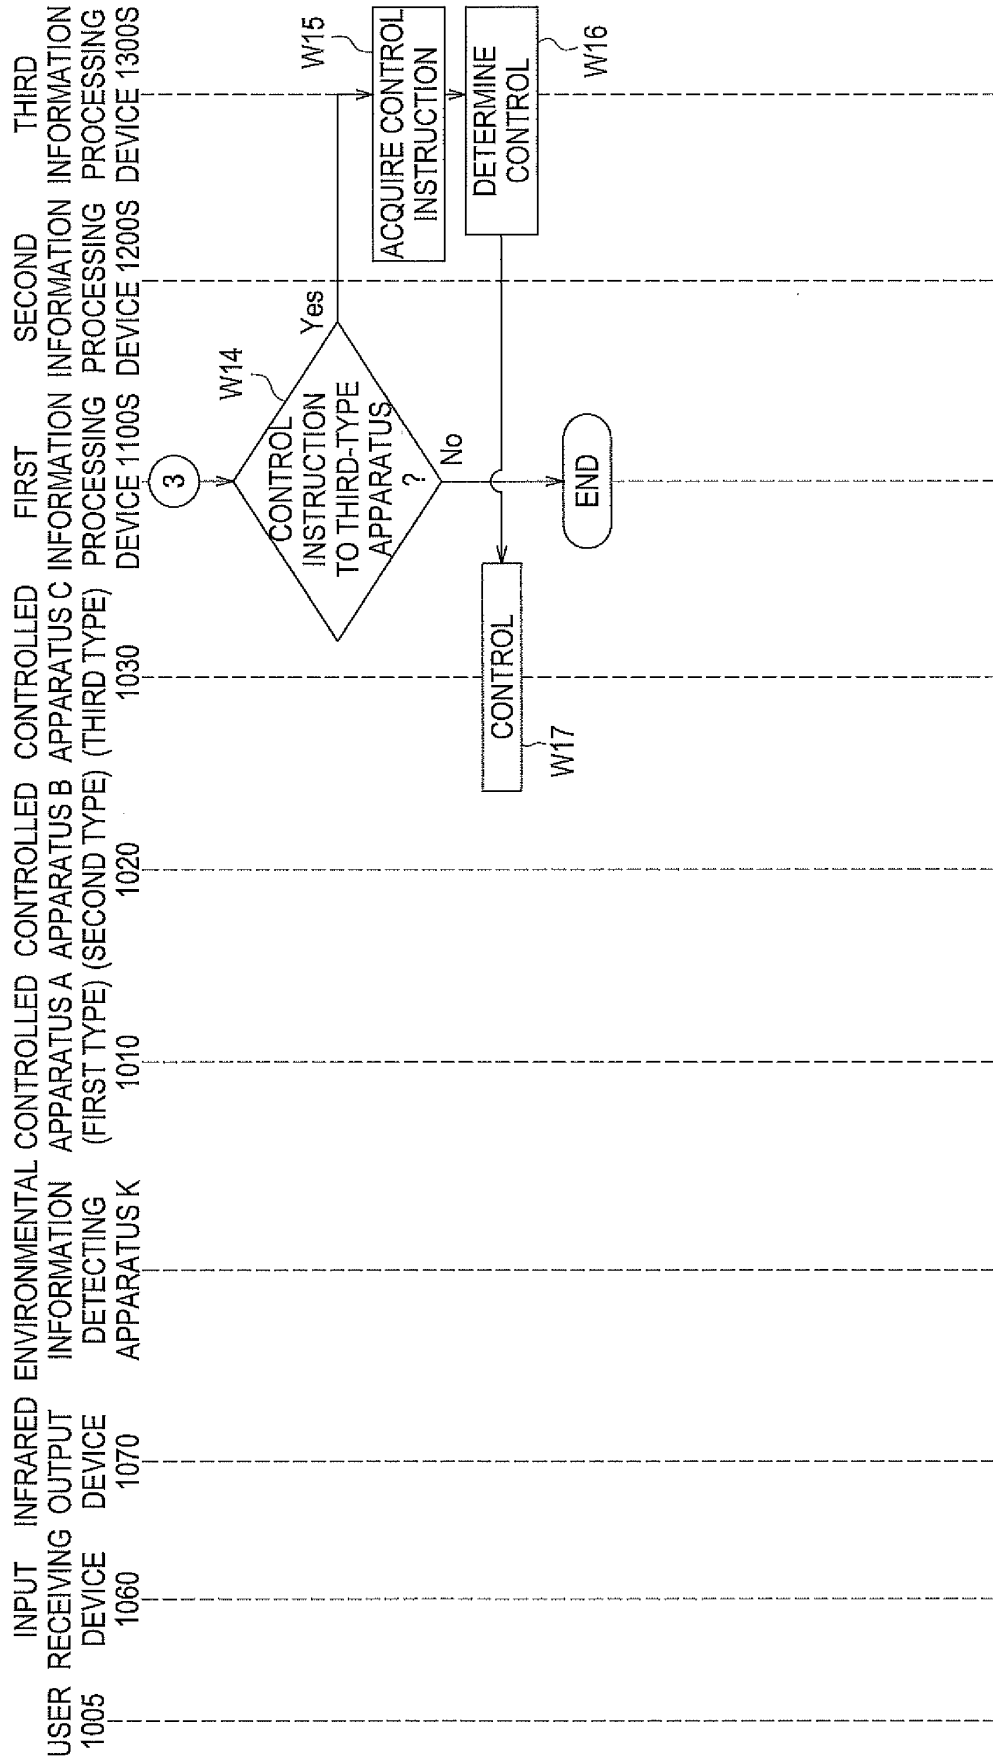 USER
1005
INPUT
RECEIVING
DEVICE
1060
INFRARED
OUTPUT
DEVICE
1070
ENVIRONMENTAL
INFORMATION
DETECTING
APPARATUS K
CONTROLLED
APPARATUS A
(FIRST TYPE)
1010
CONTROLLED
APPARATUS B
(SECOND TYPE)
1020
CONTROLLED
APPARATUS C
(THIRD TYPE)
1030
FIRST
INFORMATION
PROCESSING
DEVICE 1100S
SECOND
INFORMATION
PROCESSING
DEVICE 1200S
THIRD
INFORMATION
PROCESSING
DEVICE 1300S
3
W14
CONTROL
INSTRUCTION
TO THIRD-TYPE
APPARATUS
?
Yes
No
W15
ACQUIRE CONTROL
INSTRUCTION
DETERMINE
CONTROL
W16
CONTROL
W17
END